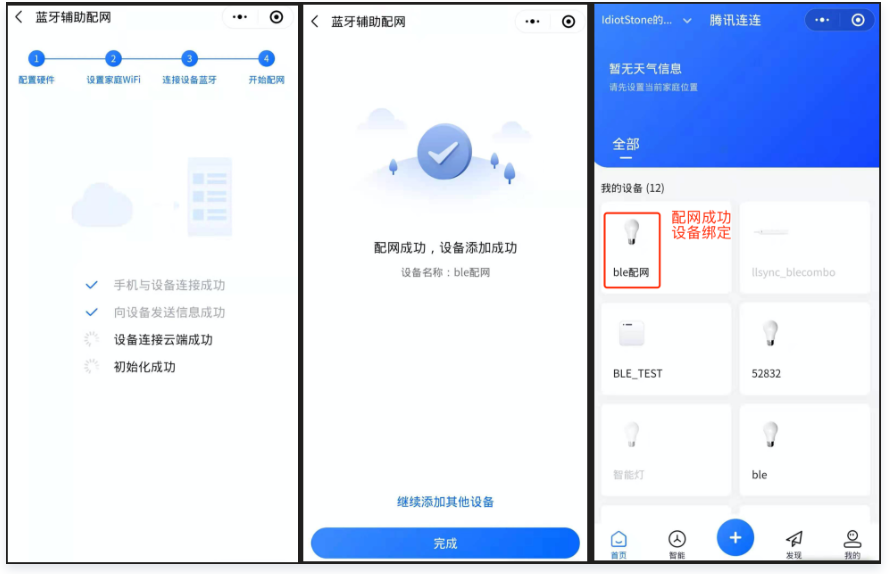 蓝牙辅助配网
1
2
3
4
配置硬件
设置家庭WiFi
连接设备蓝牙
开始配网
手机与设备连接成功
向设备发送信息成功
设备连接云端成功
初始化成功
蓝牙辅助配网
配网成功，设备添加成功
设备名称：ble配网
继续添加其他设备
完成
IdiotStone的...
腾讯连连
暂无天气信息
请先设置当前家庭位置
全部
我的设备 (12)
配网成功
设备绑定
ble配网
llsync_blecombo
BLE_TEST
52832
智能灯
ble
首页
智能
发现
我的